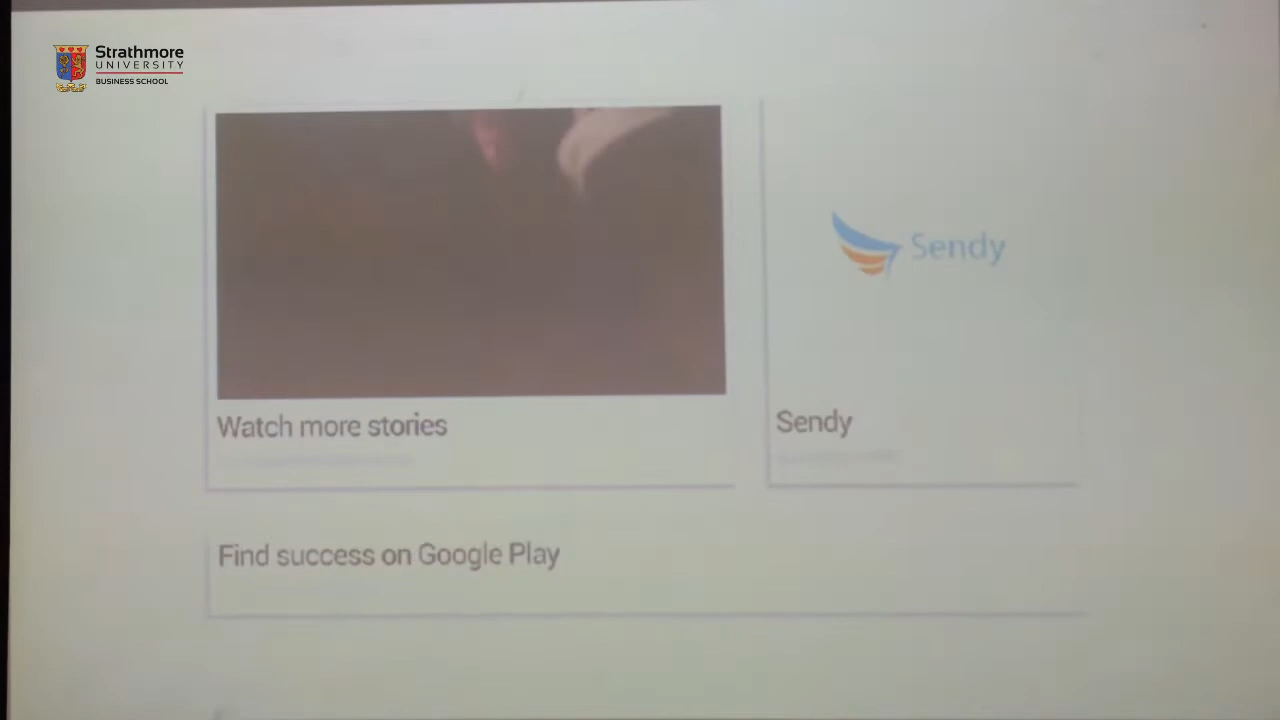 Strathmore
UNIVERSITY
BUSINESS SCHOOL
Sendy
Watch more stories
Sendy
Find success on Google Play